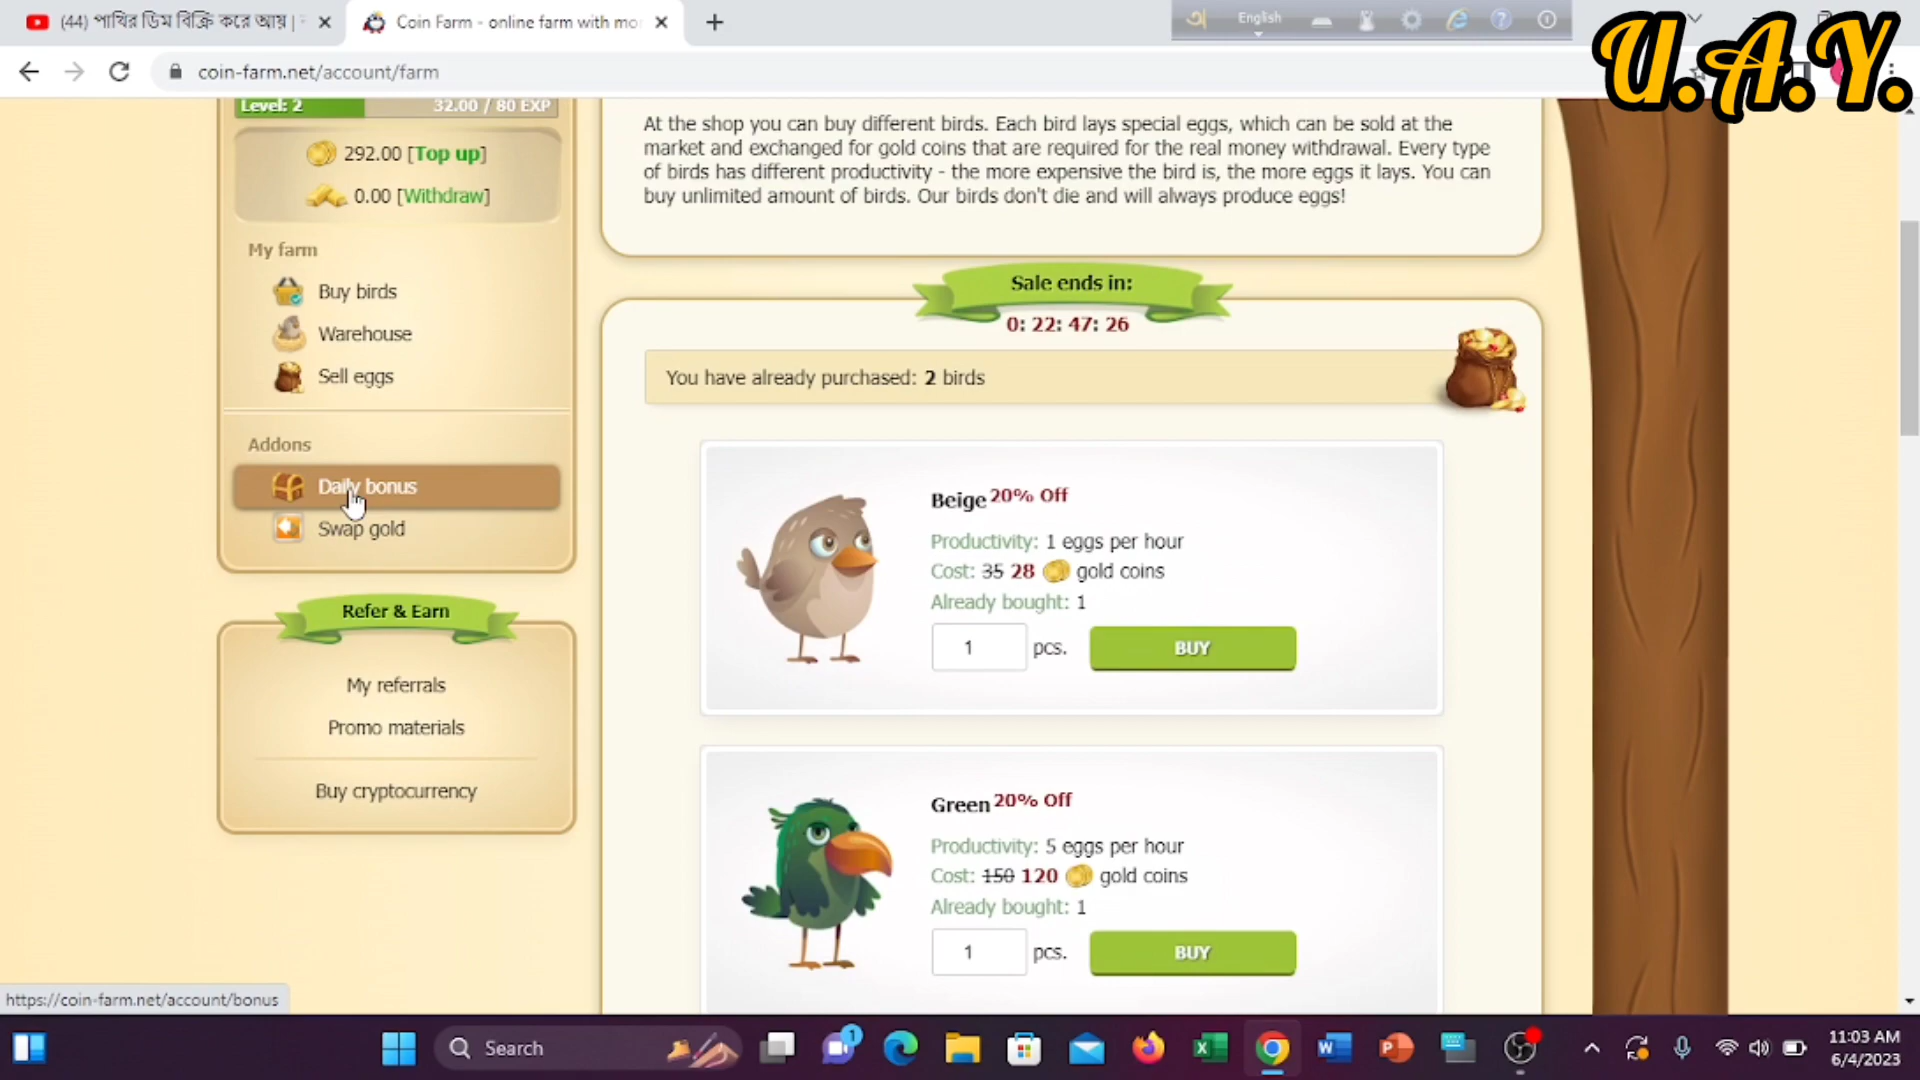 (44) পাখির ডিম বিক্রি করে আয় |
Coin Farm - online farm with mo
English
U.A.Y.
coin-farm.net/account/farm
Level: 2 32.00 / 80 EXP
292.00 [Top up]
0.00 [Withdraw]
My farm
Buy birds
Warehouse
Sell eggs
Addons
Daily bonus
Swap gold
Refer & Earn
My referrals
Promo materials
Buy cryptocurrency
At the shop you can buy different birds. Each bird lays special eggs, which can be sold at the
market and exchanged for gold coins that are required for the real money withdrawal. Every type
of birds has different productivity - the more expensive the bird is, the more eggs it lays. You can
buy unlimited amount of birds. Our birds don't die and will always produce eggs!
Sale ends in:
0: 22: 47: 26
You have already purchased: 2 birds
Beige 20% Off
Productivity: 1 eggs per hour
Cost: 35 28 gold coins
Already bought: 1
1 pcs. BUY
Green 20% Off
Productivity: 5 eggs per hour
Cost: 150 120 gold coins
Already bought: 1
1 pcs. BUY
https://coin-farm.net/account/bonus
Search
1
11:03 AM
6/4/2023